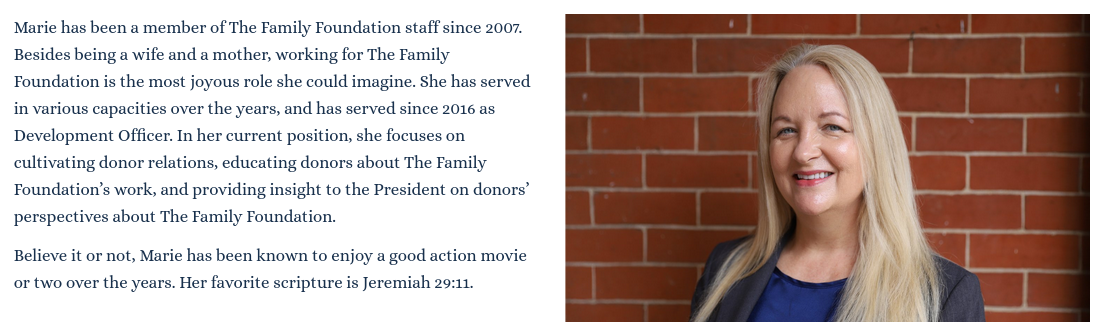 Marie has been a member of The Family Foundation staff since 2007.
Besides being a wife and a mother, working for The Family
Foundation is the most joyous role she could imagine. She has served
in various capacities over the years, and has served since 2016 as
Development Officer. In her current position, she focuses on
cultivating donor relations, educating donors about The Family
Foundation’s work, and providing insight to the President on donors’
perspectives about The Family Foundation.
Believe it or not, Marie has been known to enjoy a good action movie
or two over the years. Her favorite scripture is Jeremiah 29:11.